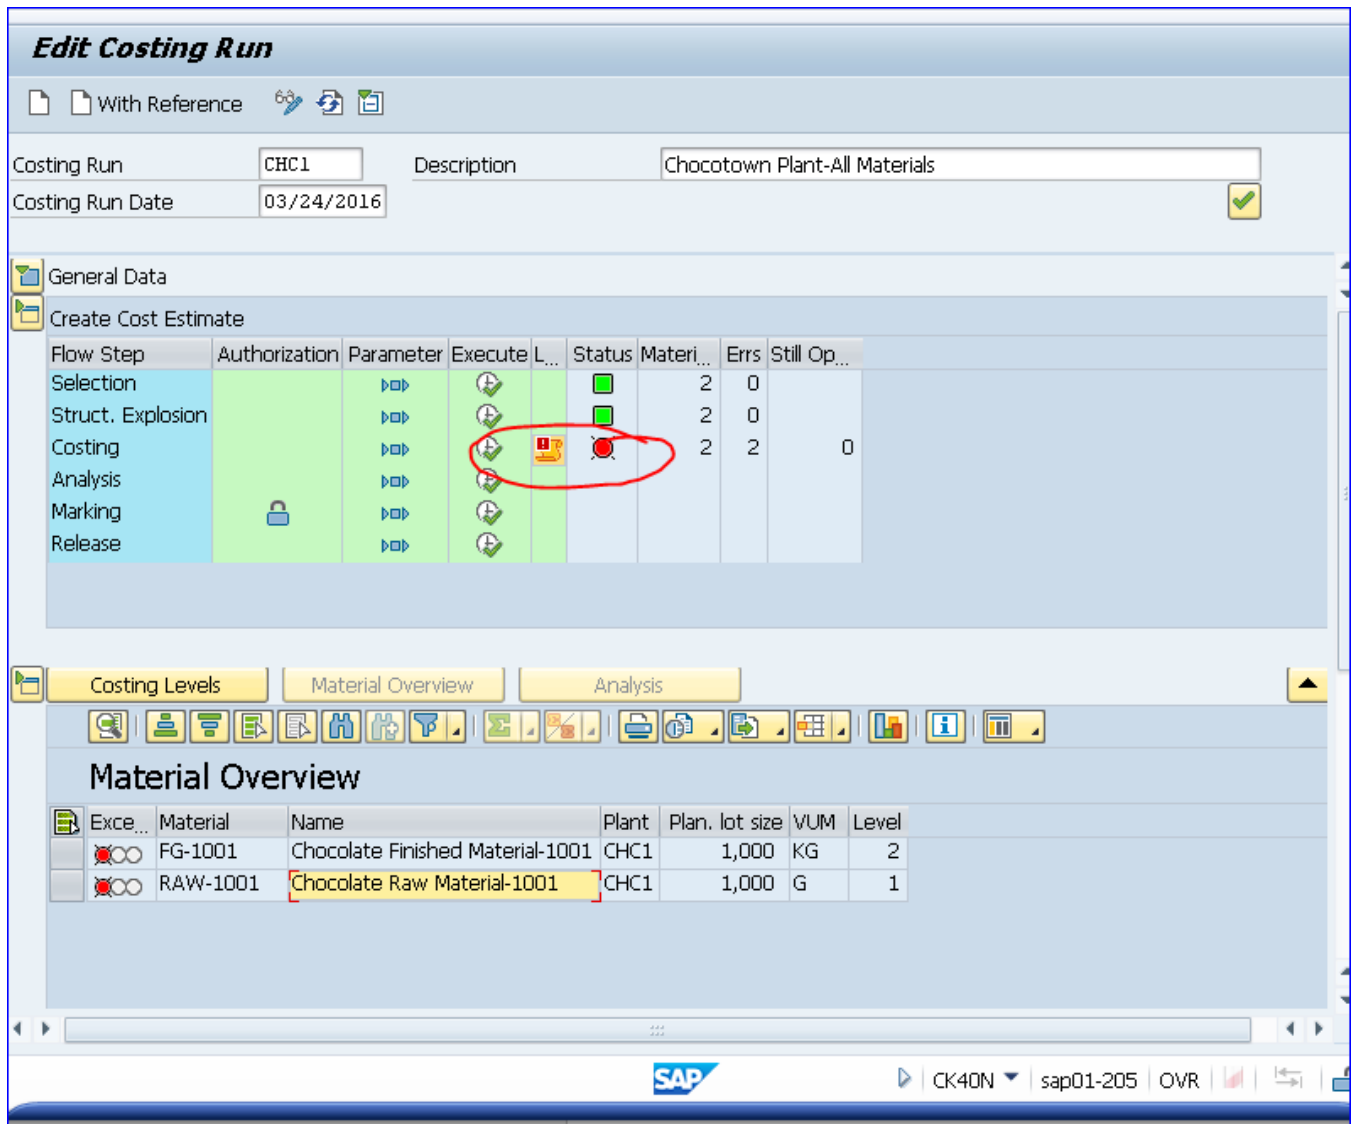 Edit Costing Run
With Reference
Costing Run CHC1 Description Chocotown Plant-All Materials
Costing Run Date 03/24/2016
General Data
Create Cost Estimate
Flow Step Authorization Parameter Execute L... Status Materi... Errs Still Op...
Selection 2 0
Struct. Explosion 2 0
Costing 2 2 0
Analysis
Marking
Release
Costing Levels Material Overview Analysis
Material Overview
Exce... Material Name Plant Plan. lot size VUM Level
FG-1001 Chocolate Finished Material-1001 CHC1 1,000 KG 2
RAW-1001 Chocolate Raw Material-1001 CHC1 1,000 G 1
SAP CK40N sap01-205 OVR